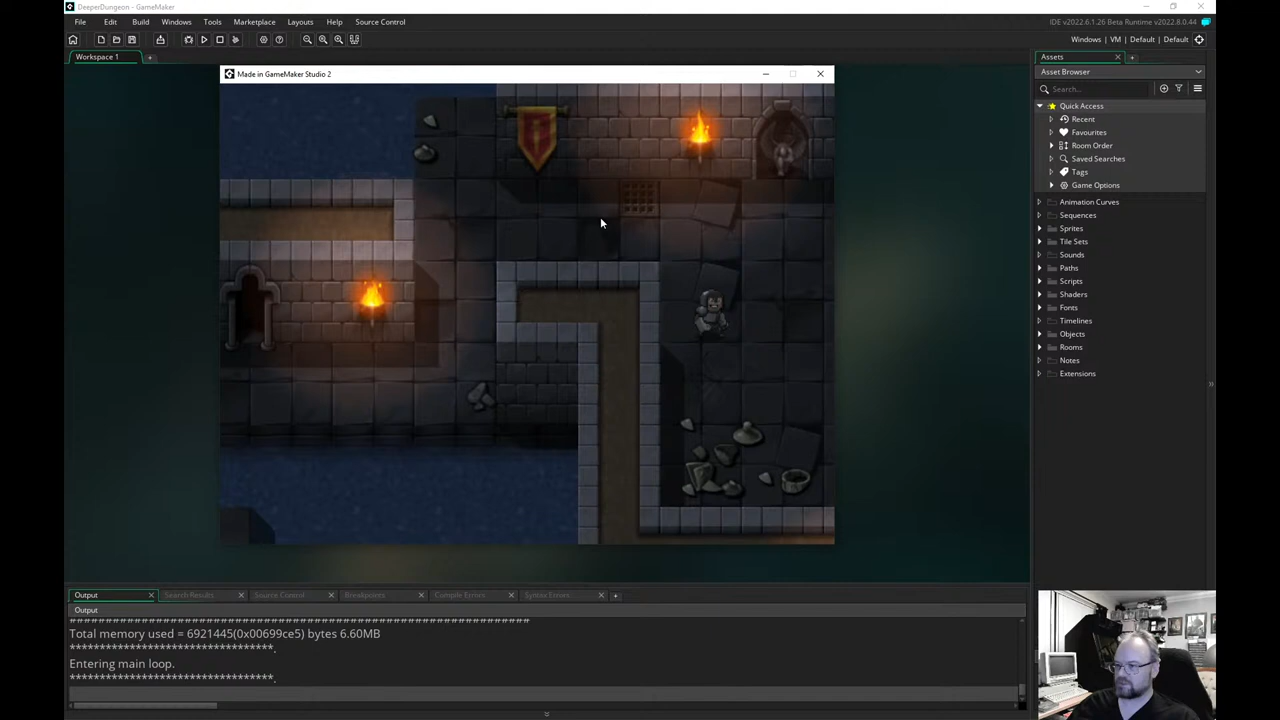 DeeperDungeon - GameMaker
File Edit Build Windows Tools Marketplace Layouts Help Source Control
IDE v2022.6.1.26 Beta Runtime v2022.8.0.44
Windows | VM | Default | Default
Workspace 1
Made in GameMaker Studio 2
Assets
Asset Browser
Search...
Quick Access
Recent
Favourites
Room Order
Saved Searches
Tags
Game Options
Animation Curves
Sequences
Sprites
Tile Sets
Sounds
Paths
Scripts
Shaders
Fonts
Timelines
Objects
Rooms
Notes
Extensions
Output Search Results Source Control Breakpoints Compile Errors Syntax Errors
Output
Total memory used = 6921445(0x00699ce5) bytes 6.60MB
**********************************.
Entering main loop.
**********************************.